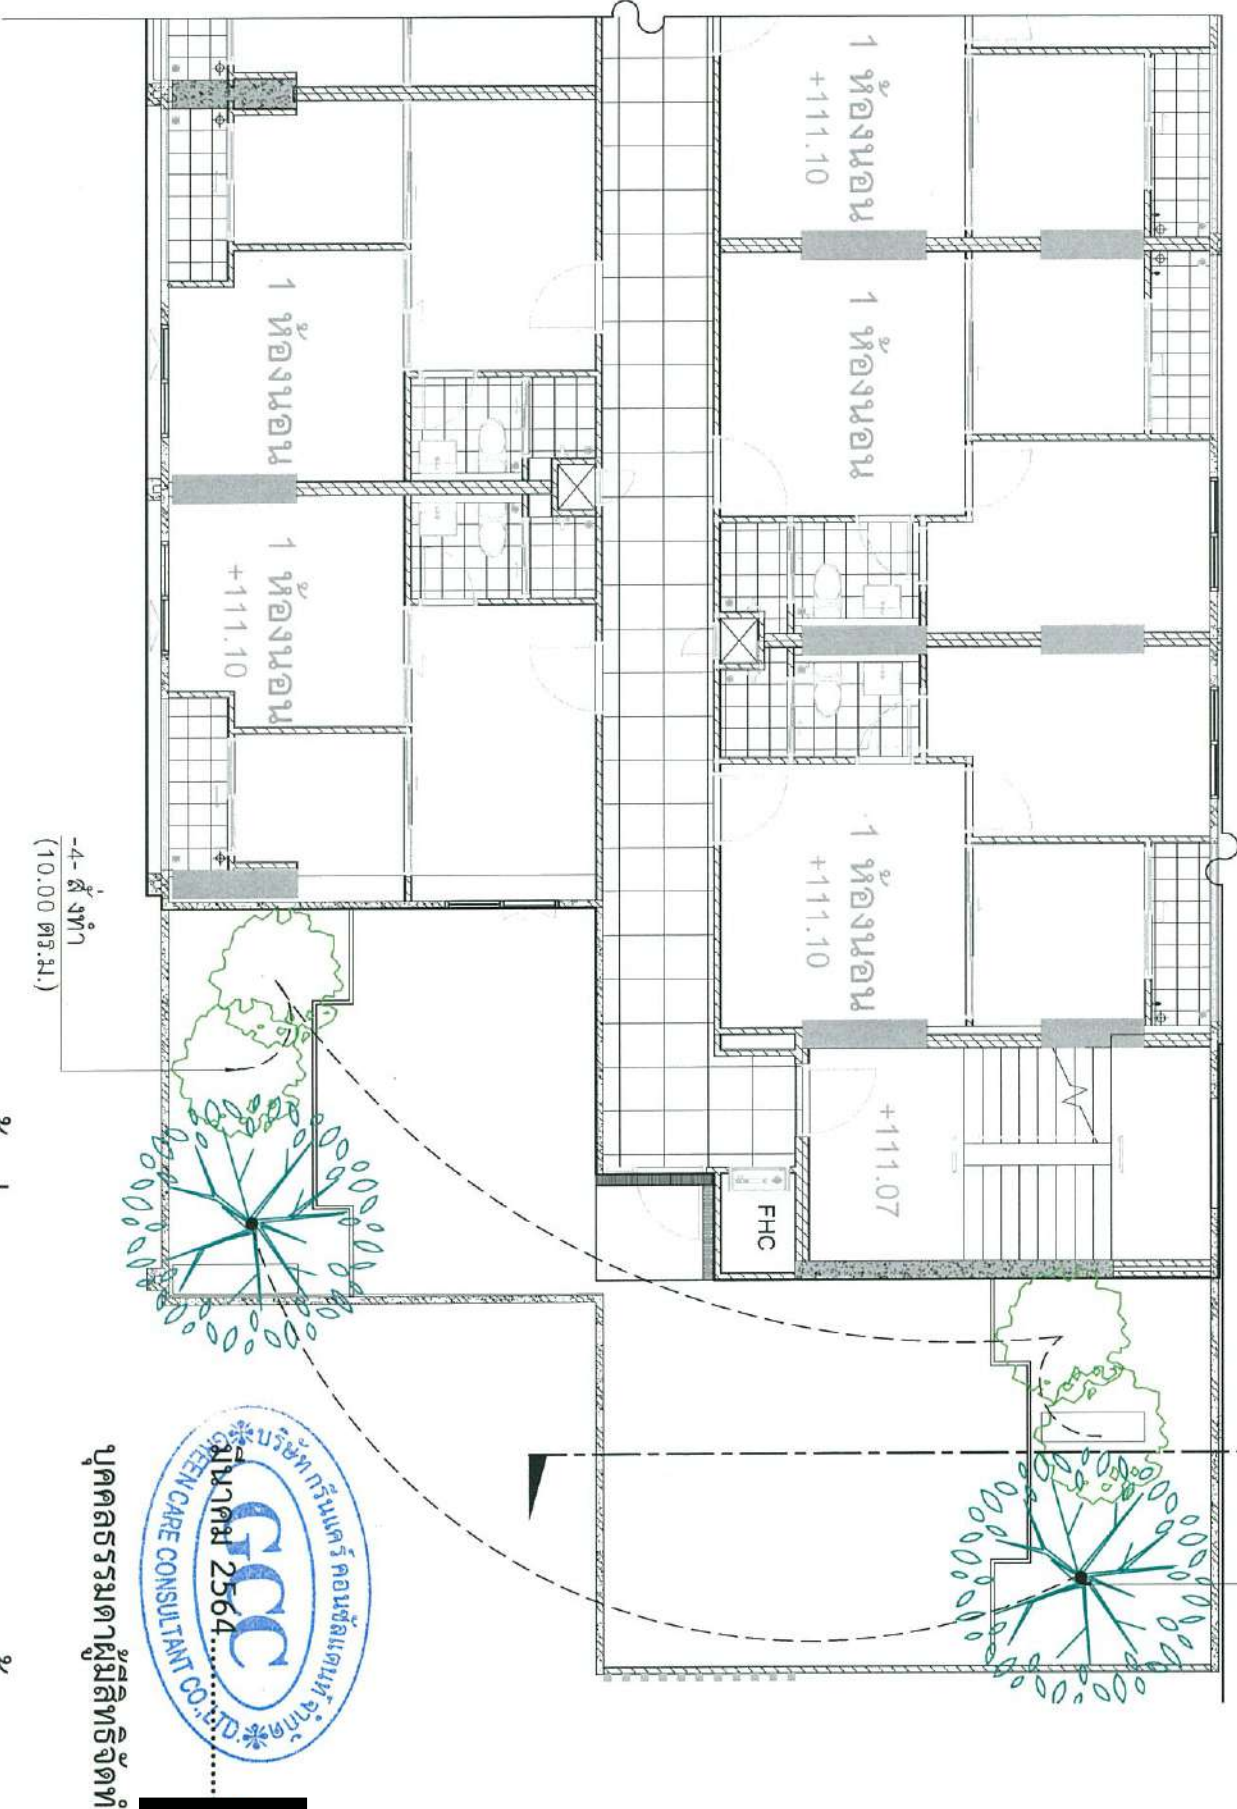 1 ห้องนอน
+111.10
1 ห้องนอน
1 ห้องนอน
+111.10
+111.07
FHC
1 ห้องนอน
1 ห้องนอน
+111.10
(10.00 ตร.ม.)
บริษัท กรีนแคร์ คอนซัลแตนท์ จำกัด
GCC
GREEN CARE CONSULTANT CO., LTD.
มีนาคม 2564
บุคคลธรรมดาผู้มีสิทธิจัดทำ